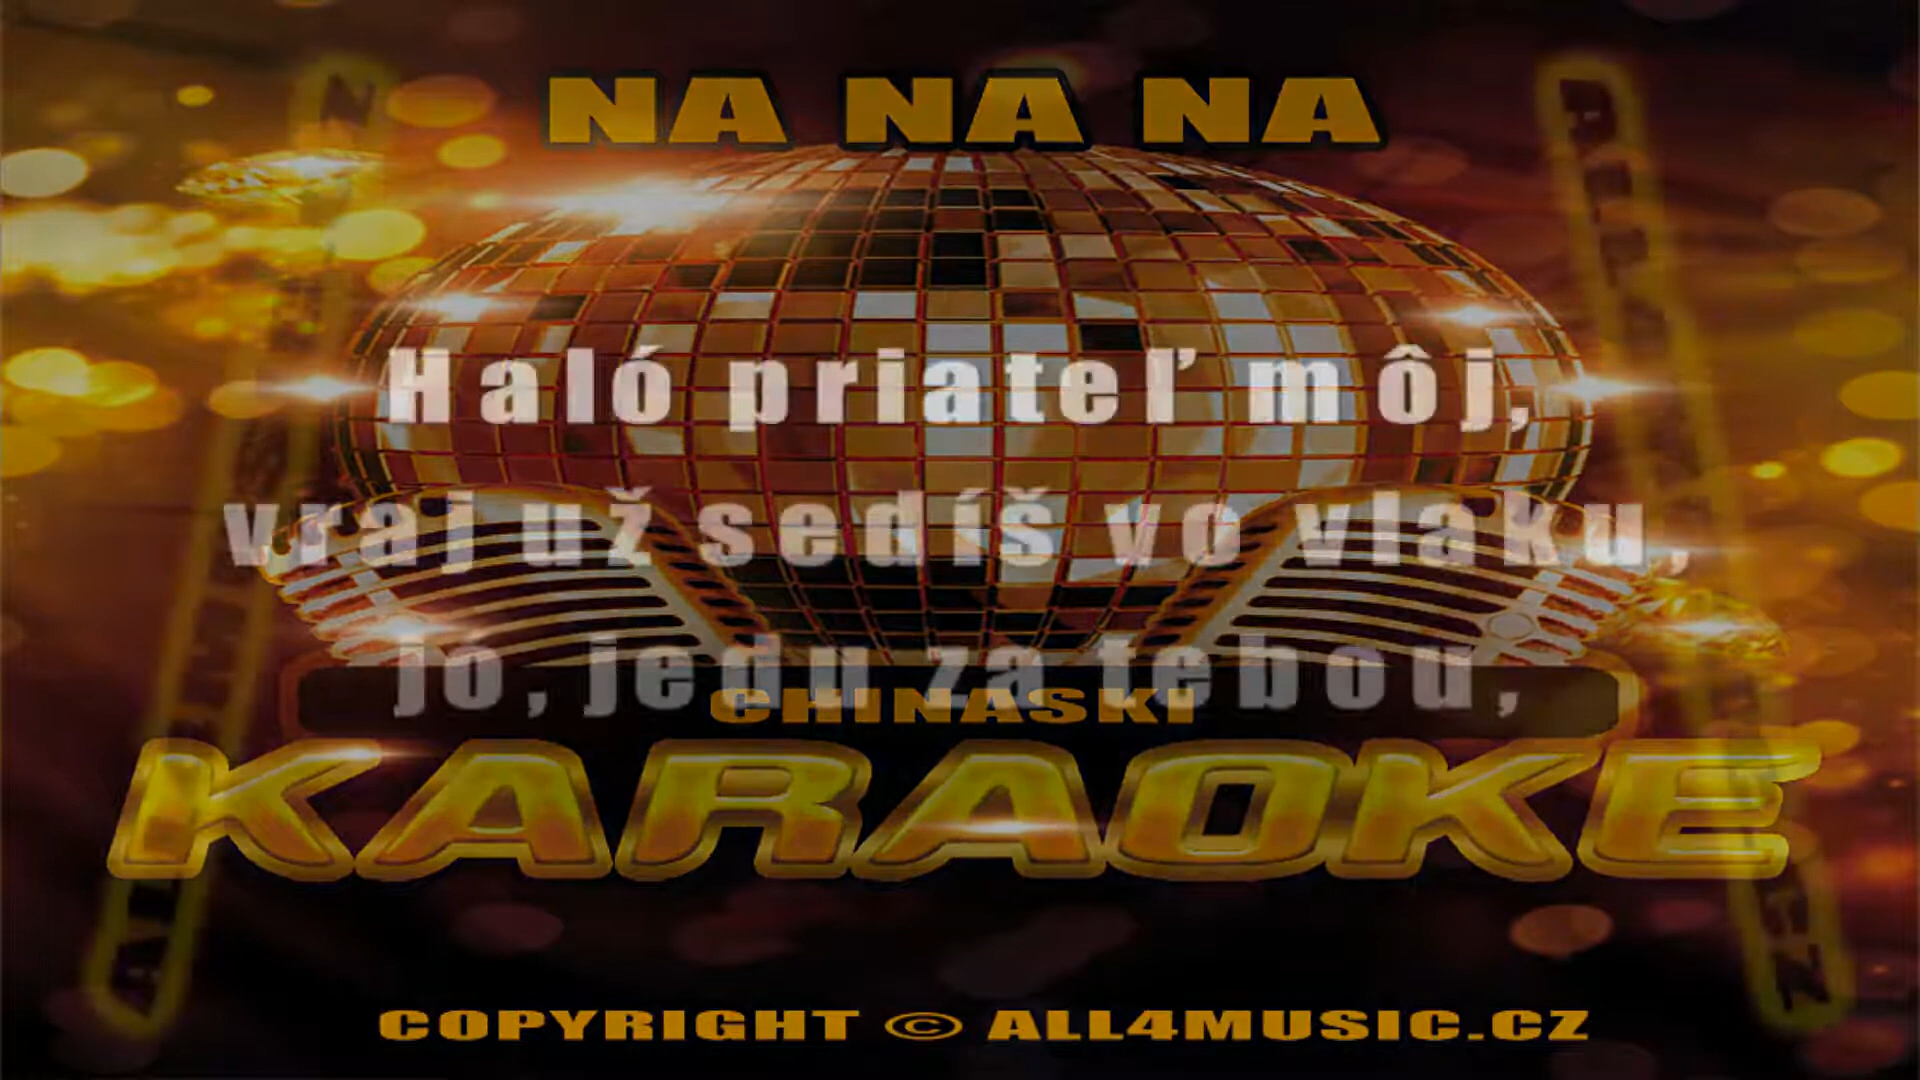 NA NA NA
Haló priateľ môj,
vraj už sedíš vo vlaku,
jo, jedu za tebou,
CHINASKI
KARAOKE
COPYRIGHT © ALL4MUSIC.CZ